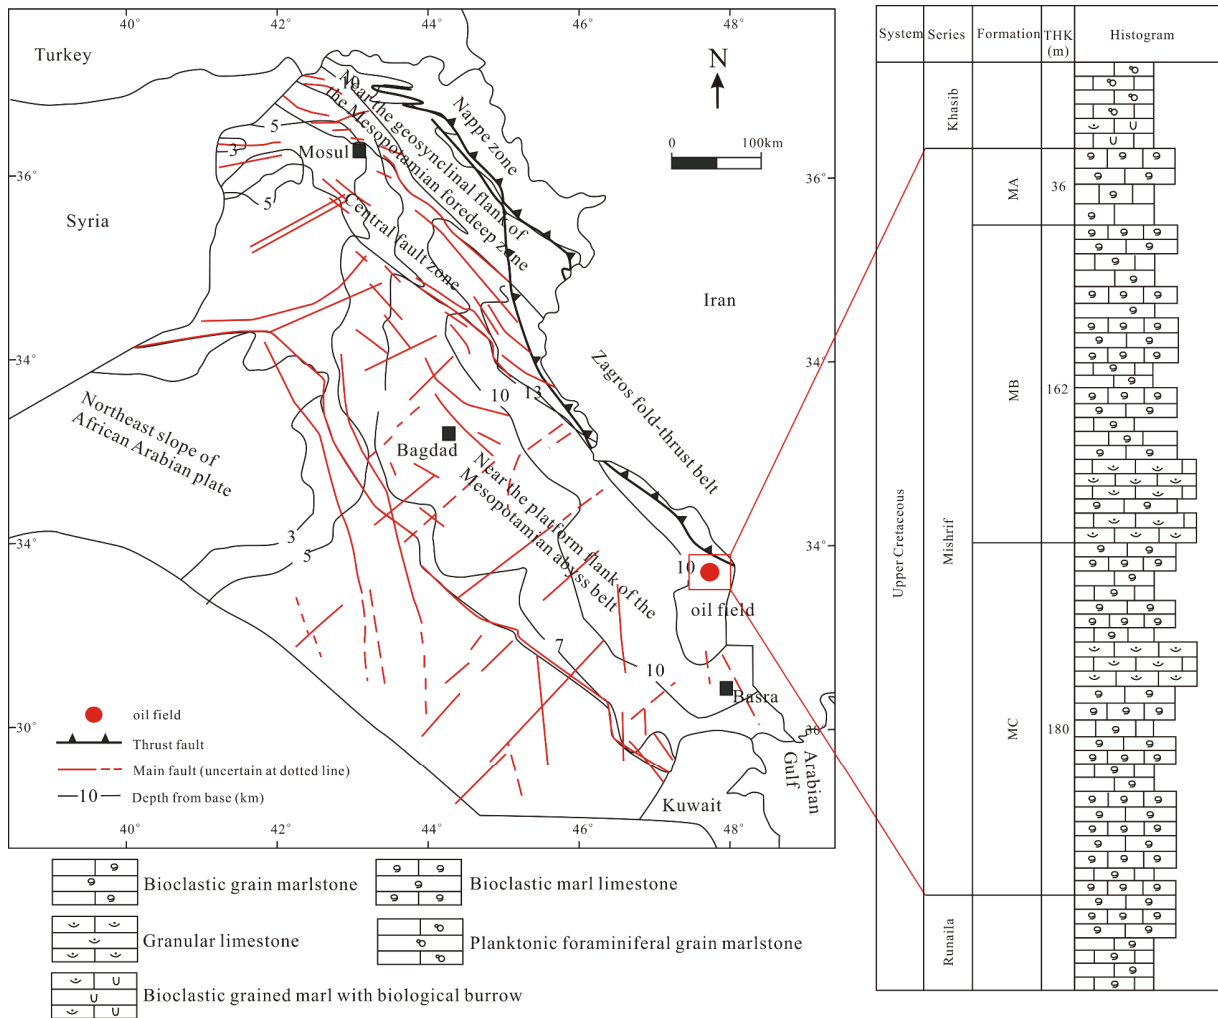 40°
42°
44°
46°
48°
Turkey
N
0
100km
10
Near the geosynclinal flank of
the Mesopotamian foredeep zone
Nappe zone
5
3
Mosul
36°
36°
5
Syria
Central fault zone
Iran
34°
34°
Zagros fold-thrust belt
10
13
Northeast slope of
African Arabian plate
Bagdad
Near the platform flank of the
Mesopotamian abyss belt
3
5
34°
34°
10
oil field
7
10
Basra
30°
30°
Arabian
Gulf
Kuwait
oil field
Thrust fault
Main fault (uncertain at dotted line)
10
Depth from base (km)
40°
42°
44°
46°
48°
Bioclastic grain marlstone
Bioclastic marl limestone
Granular limestone
Planktonic foraminiferal grain marlstone
Bioclastic grained marl with biological burrow
System
Series
Formation
THK
(m)
Histogram
Upper Cretaceous
Khasib
Mishrif
Runaila
MA
36
MB
162
MC
180